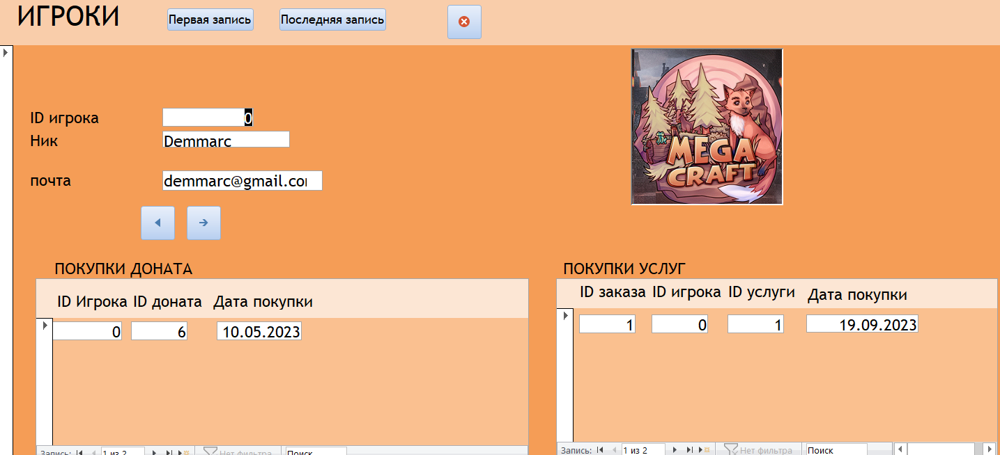 ИГРОКИ
Первая запись
Последняя запись
MEGA
CRAFT
ID игрока 0
Ник Demmarc
почта demmarc@gmail.co
ПОКУПКИ ДОНАТА
ID Игрока ID доната Дата покупки
0 6 10.05.2023
Запись: 1 из 2 Нет фильтра Поиск
ПОКУПКИ УСЛУГ
ID заказа ID игрока ID услуги Дата покупки
1 0 1 19.09.2023
Запись: 1 из 2 Нет фильтра Поиск